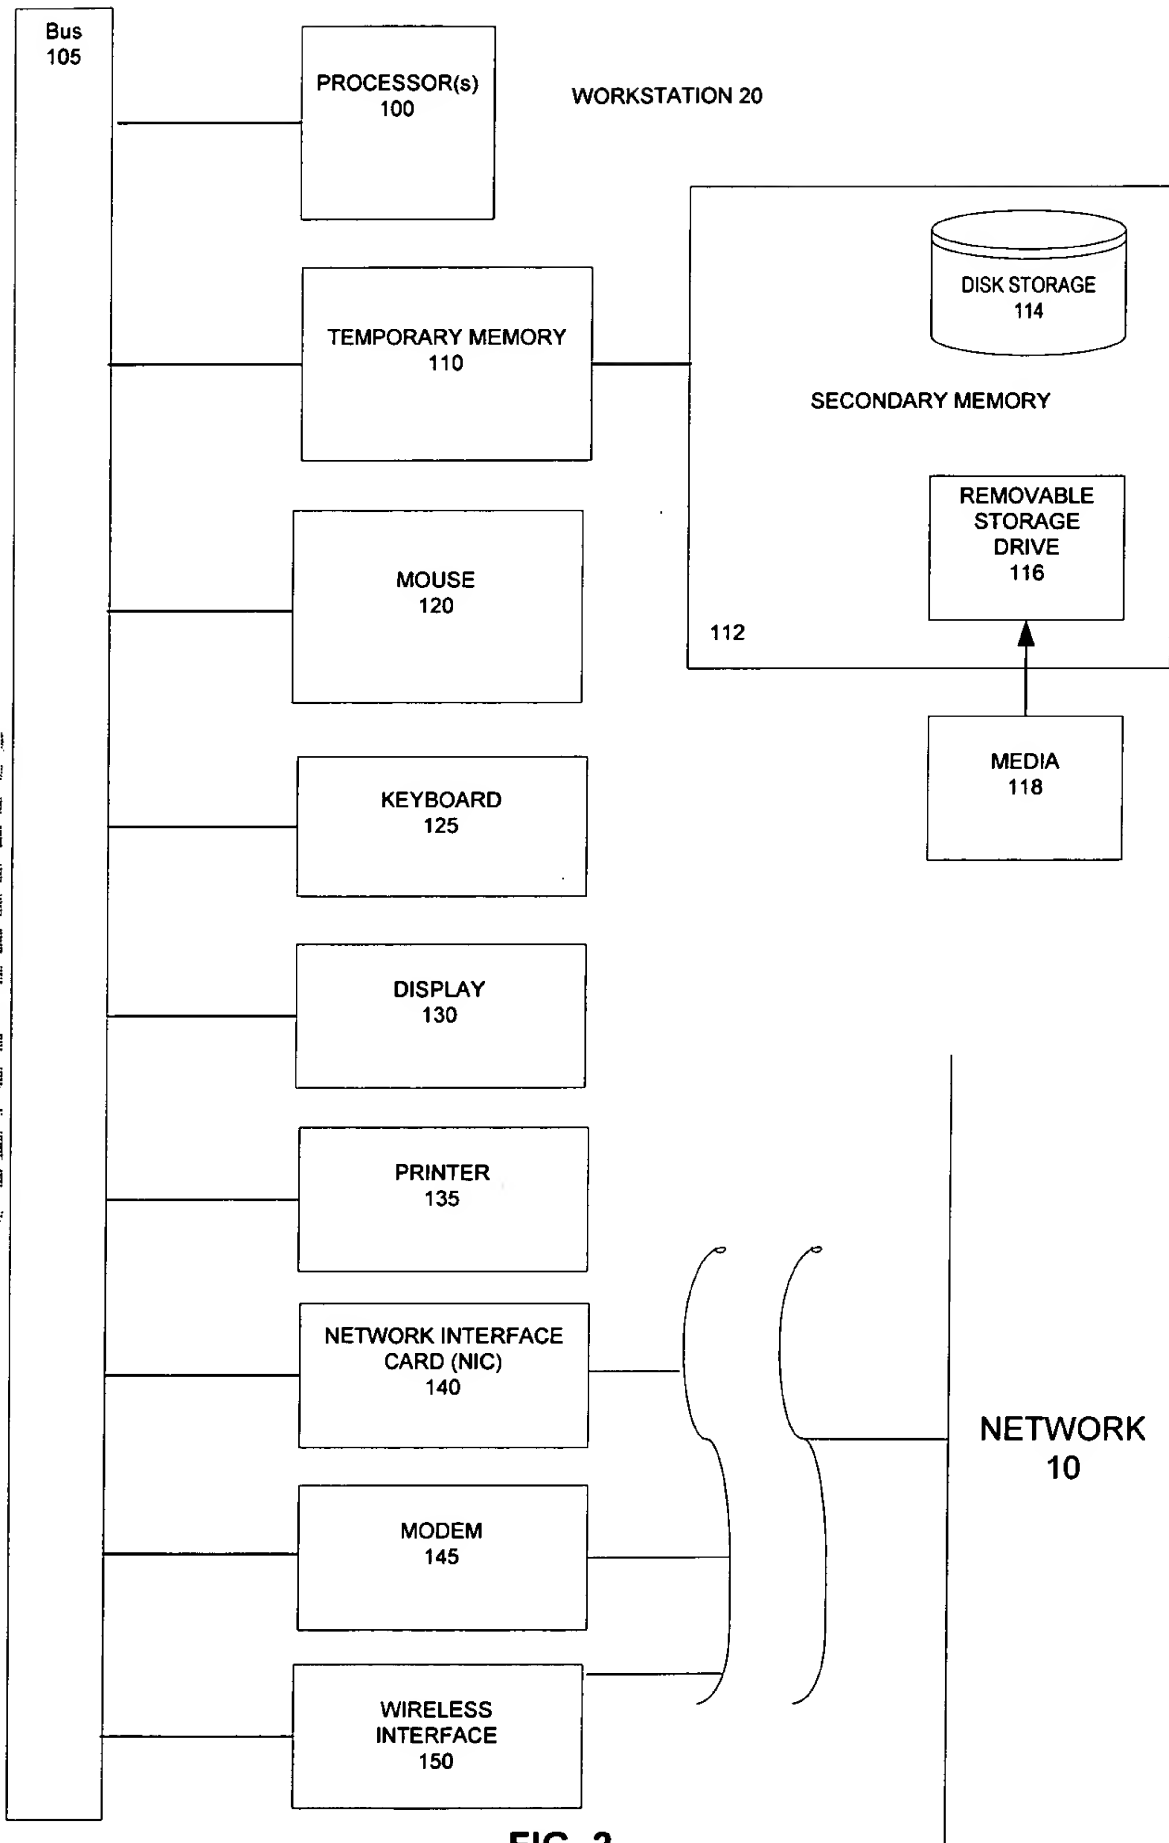 Bus
105
PROCESSOR(s)
100
WORKSTATION 20
TEMPORARY MEMORY
110
DISK STORAGE
114
SECONDARY MEMORY
REMOVABLE
STORAGE
DRIVE
116
112
MOUSE
120
MEDIA
118
KEYBOARD
125
DISPLAY
130
PRINTER
135
NETWORK INTERFACE
CARD (NIC)
140
NETWORK
10
MODEM
145
WIRELESS
INTERFACE
150
FIG. 2